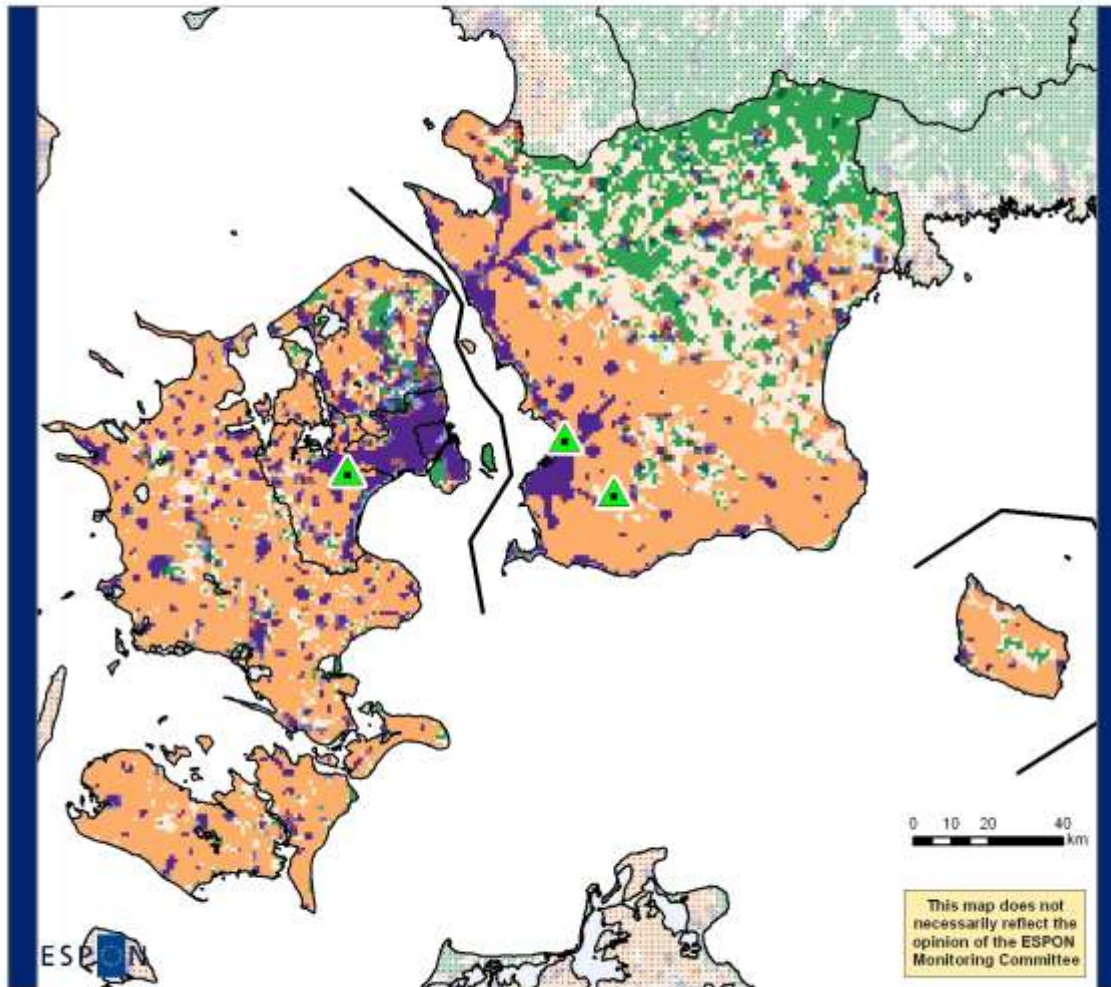 0 10 20 40
km
This map does not
necessarily reflect the
opinion of the ESPON
Monitoring Committee
ESPON